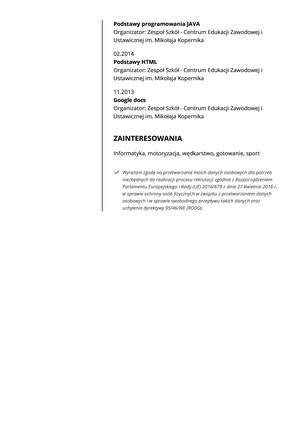 Podstawy programowania JAVA
Organizator: Zespoł Szkół - Centrum Edukacji Zawodowej i
Ustawicznej im. Mikołaja Kopernika
02.2014
Podstawy HTML
Organizator: Zespoł Szkół - Centrum Edukacji Zawodowej i
Ustawicznej im. Mikołaja Kopernika
11.2013
Google docs
Organizator: Zespoł Szkół - Centrum Edukacji Zawodowej i
Ustawicznej im. Mikołaja Kopernika
ZAINTERESOWANIA
Informatyka, motoryzacja, wędkarstwo, gotowanie, sport
Wyrażam zgodę na przetwarzanie moich danych osobowych dla potrzeb
niezbędnych do realizacji procesu rekrutacji zgodnie z Rozporządzeniem
Parlamentu Europejskiego i Rady (UE) 2016/679 z dnia 27 kwietnia 2016 r.
w sprawie ochrony osób fizycznych w związku z przetwarzaniem danych
osobowych i w sprawie swobodnego przepływu takich danych oraz
uchylenia dyrektywy 95/46/WE (RODO).